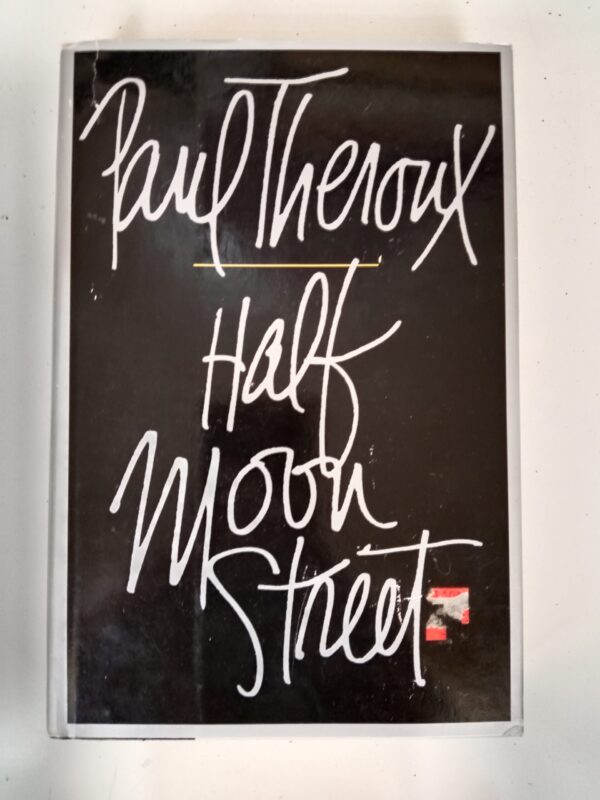 Paul Theroux
Half
Moon
Street